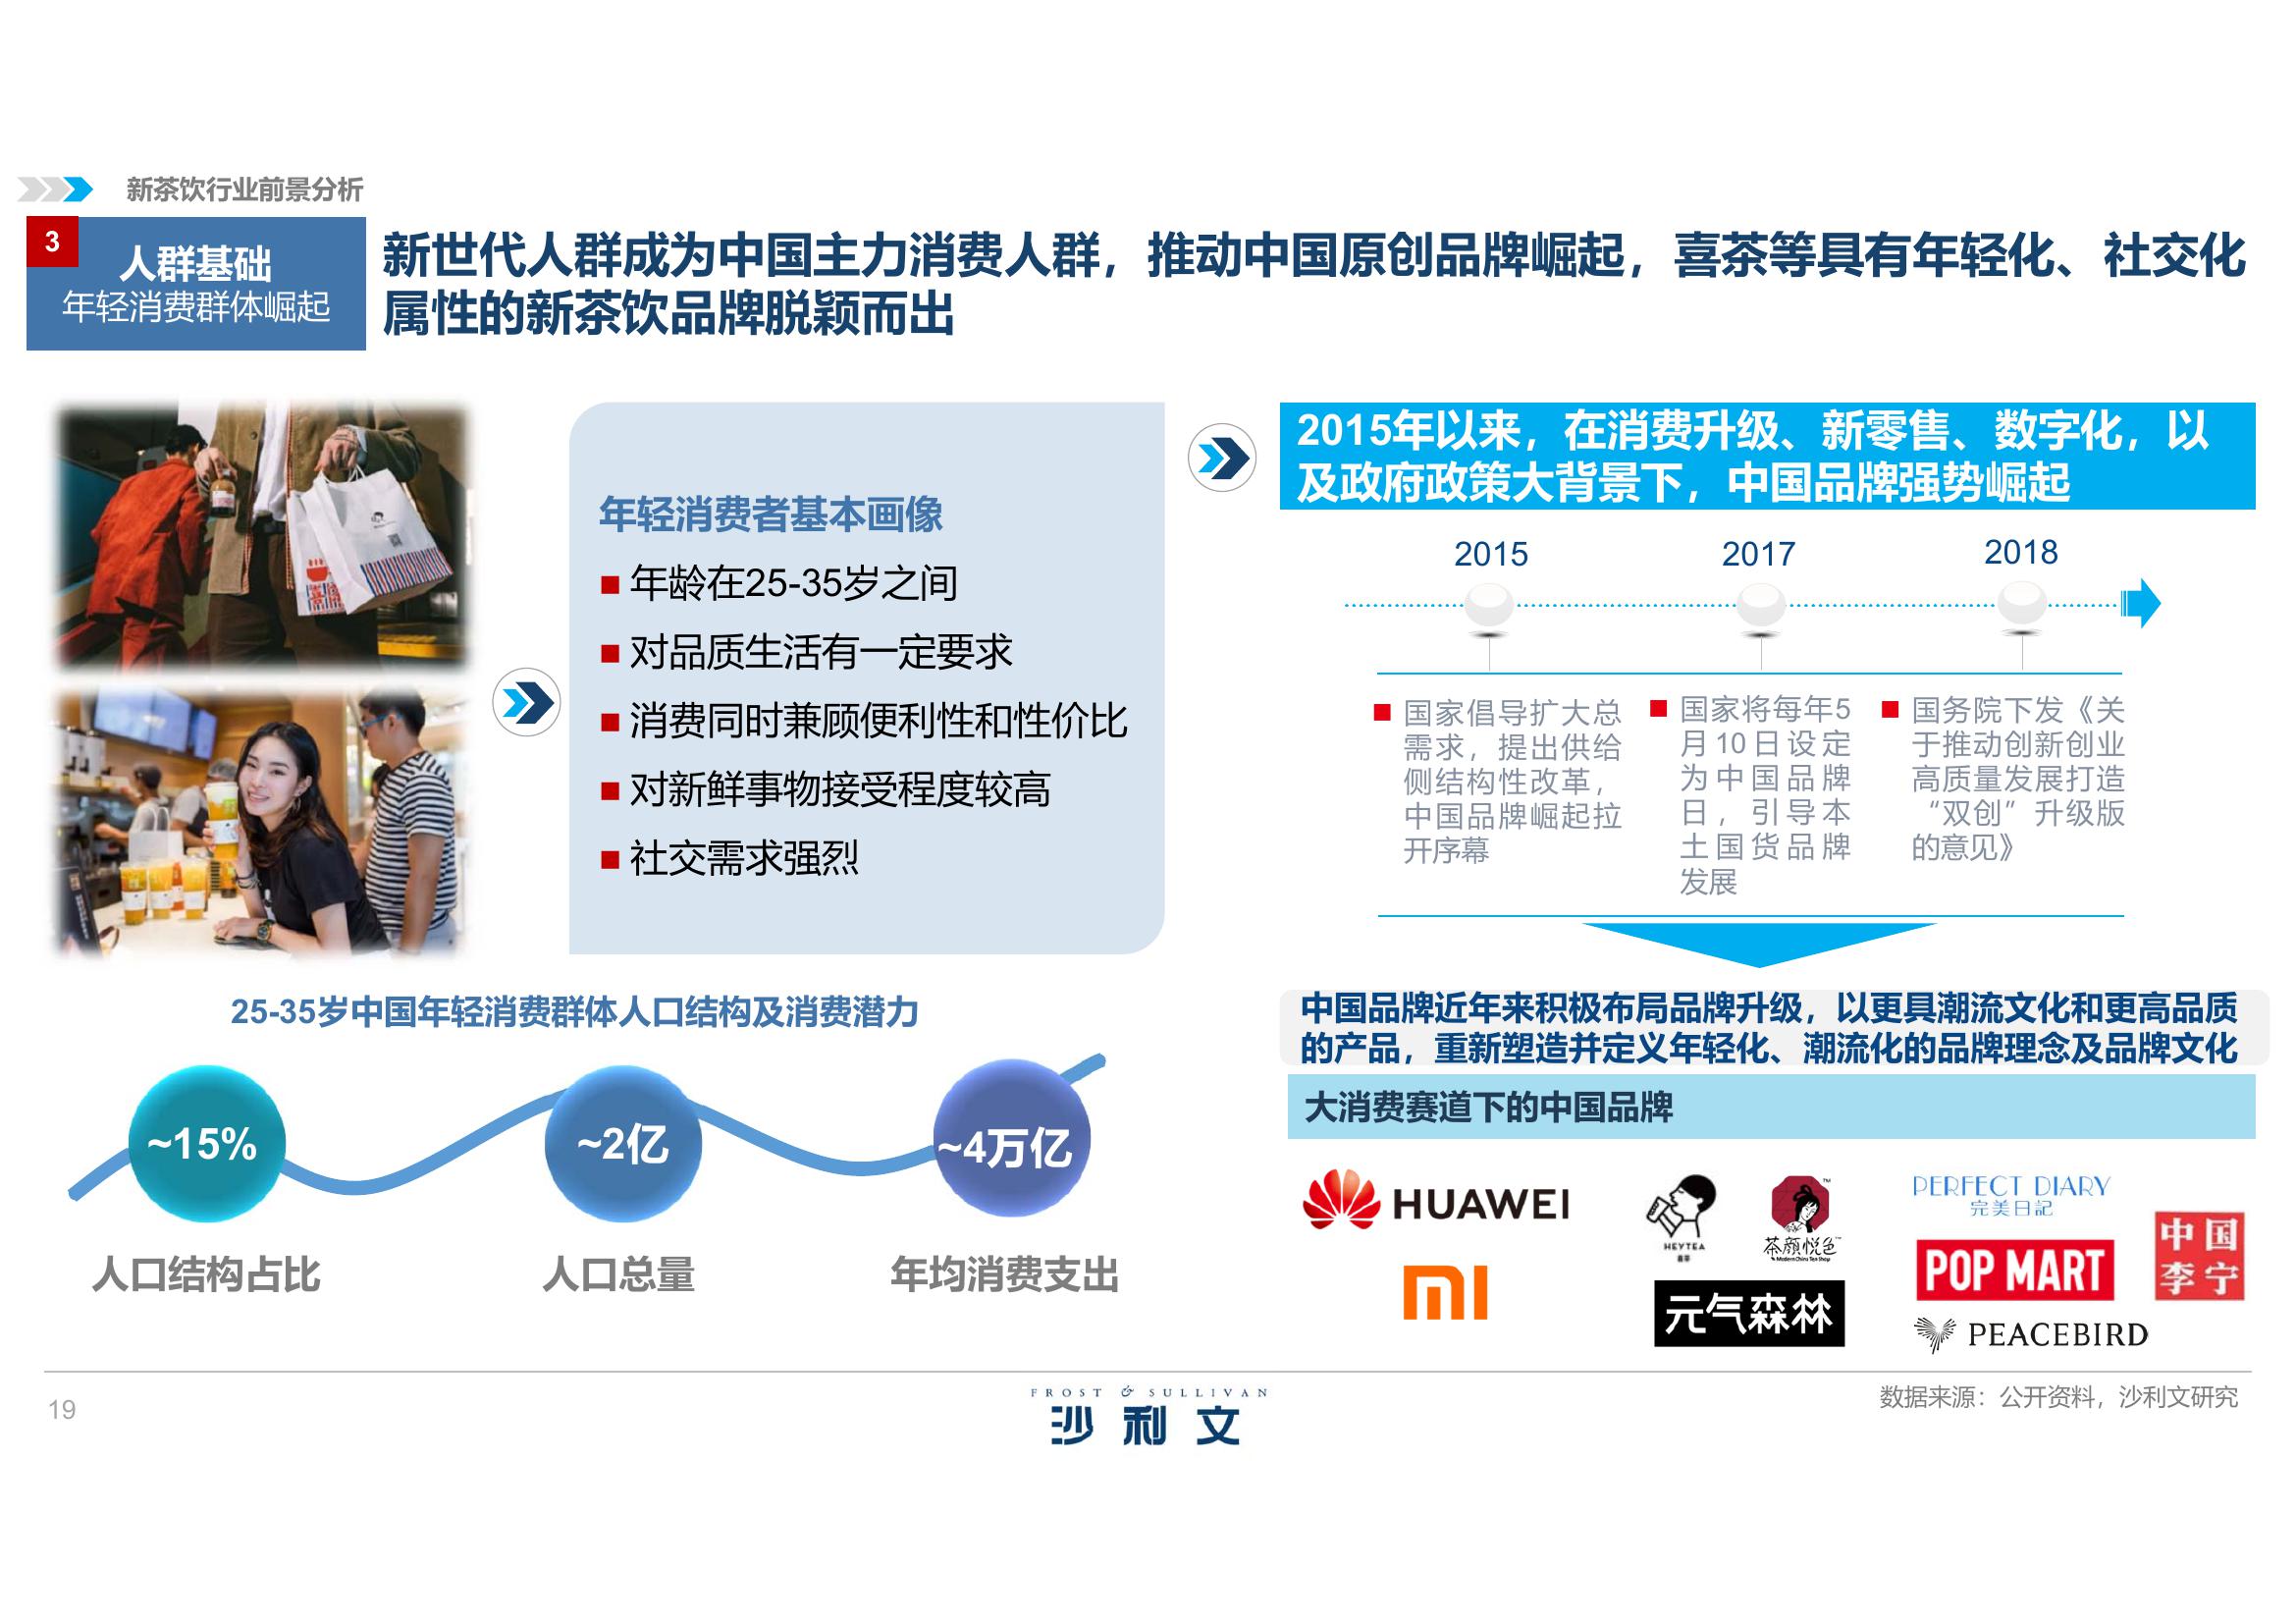 新茶饮行业前景分析
3
人群基础
年轻消费群体崛起
新世代人群成为中国主力消费人群，推动中国原创品牌崛起，喜茶等具有年轻化、社交化
属性的新茶饮品牌脱颖而出
年轻消费者基本画像
年龄在25-35岁之间
对品质生活有一定要求
消费同时兼顾便利性和性价比
对新鲜事物接受程度较高
社交需求强烈
25-35岁中国年轻消费群体人口结构及消费潜力
~15%
~2亿
~4万亿
人口结构占比
人口总量
年均消费支出
2015年以来，在消费升级、新零售、数字化，以
及政府政策大背景下，中国品牌强势崛起
2015
2017
2018
国家倡导扩大总
需求，提出供给
侧结构性改革，
中国品牌崛起拉
开序幕
国家将每年5
月10日设定
为中国品牌
日，引导本
土国货品牌
发展
国务院下发《关
于推动创新创业
高质量发展打造
“双创”升级版
的意见》
中国品牌近年来积极布局品牌升级，以更具潮流文化和更高品质
的产品，重新塑造并定义年轻化、潮流化的品牌理念及品牌文化
大消费赛道下的中国品牌
HUAWEI
HEYTEA
喜茶
茶颜悦色
Modern China Tea Shop
PERFECT DIARY
完美日記
中国
李宁
POP MART
元气森林
PEACEBIRD
19
FROST & SULLIVAN
沙利文
数据来源：公开资料，沙利文研究